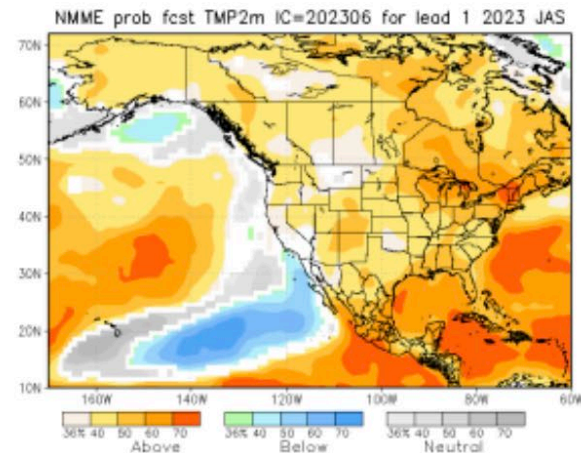 NMME prob fcst TMP2m IC=202306 for lead 1 2023 JAS
70N
60N
50N
40N
30N
20N
10N
160W 140W 120W 100W 80W 60W
36% 40 50 60 70 36% 40 50 60 70 36% 40 50 60 70
Above Below Neutral